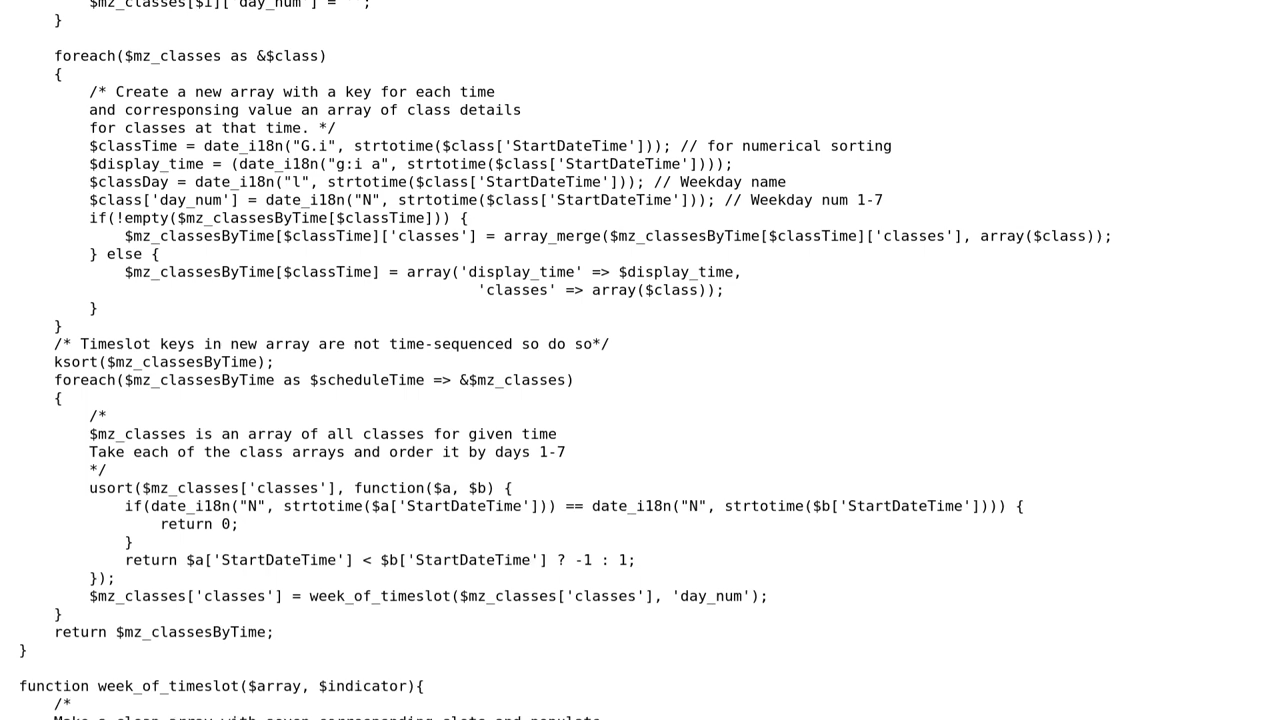 $mz_classes[$i]['day_num'] = '';
    }

    foreach($mz_classes as &$class)
    {
        /* Create a new array with a key for each time
        and corresponsing value an array of class details
        for classes at that time. */
        $classTime = date_i18n("G.i", strtotime($class['StartDateTime'])); // for numerical sorting
        $display_time = (date_i18n("g:i a", strtotime($class['StartDateTime'])));
        $classDay = date_i18n("l", strtotime($class['StartDateTime'])); // Weekday name
        $class['day_num'] = date_i18n("N", strtotime($class['StartDateTime'])); // Weekday num 1-7
        if(!empty($mz_classesByTime[$classTime])) {
            $mz_classesByTime[$classTime]['classes'] = array_merge($mz_classesByTime[$classTime]['classes'], array($class));
        } else {
            $mz_classesByTime[$classTime] = array('display_time' => $display_time,
                                                    'classes' => array($class));
        }
    }
    /* Timeslot keys in new array are not time-sequenced so do so*/
    ksort($mz_classesByTime);
    foreach($mz_classesByTime as $scheduleTime => &$mz_classes)
    {
        /*
        $mz_classes is an array of all classes for given time
        Take each of the class arrays and order it by days 1-7
        */
        usort($mz_classes['classes'], function($a, $b) {
            if(date_i18n("N", strtotime($a['StartDateTime'])) == date_i18n("N", strtotime($b['StartDateTime']))) {
                return 0;
            }
            return $a['StartDateTime'] < $b['StartDateTime'] ? -1 : 1;
        });
        $mz_classes['classes'] = week_of_timeslot($mz_classes['classes'], 'day_num');
    }
    return $mz_classesByTime;
}

function week_of_timeslot($array, $indicator){
    /*